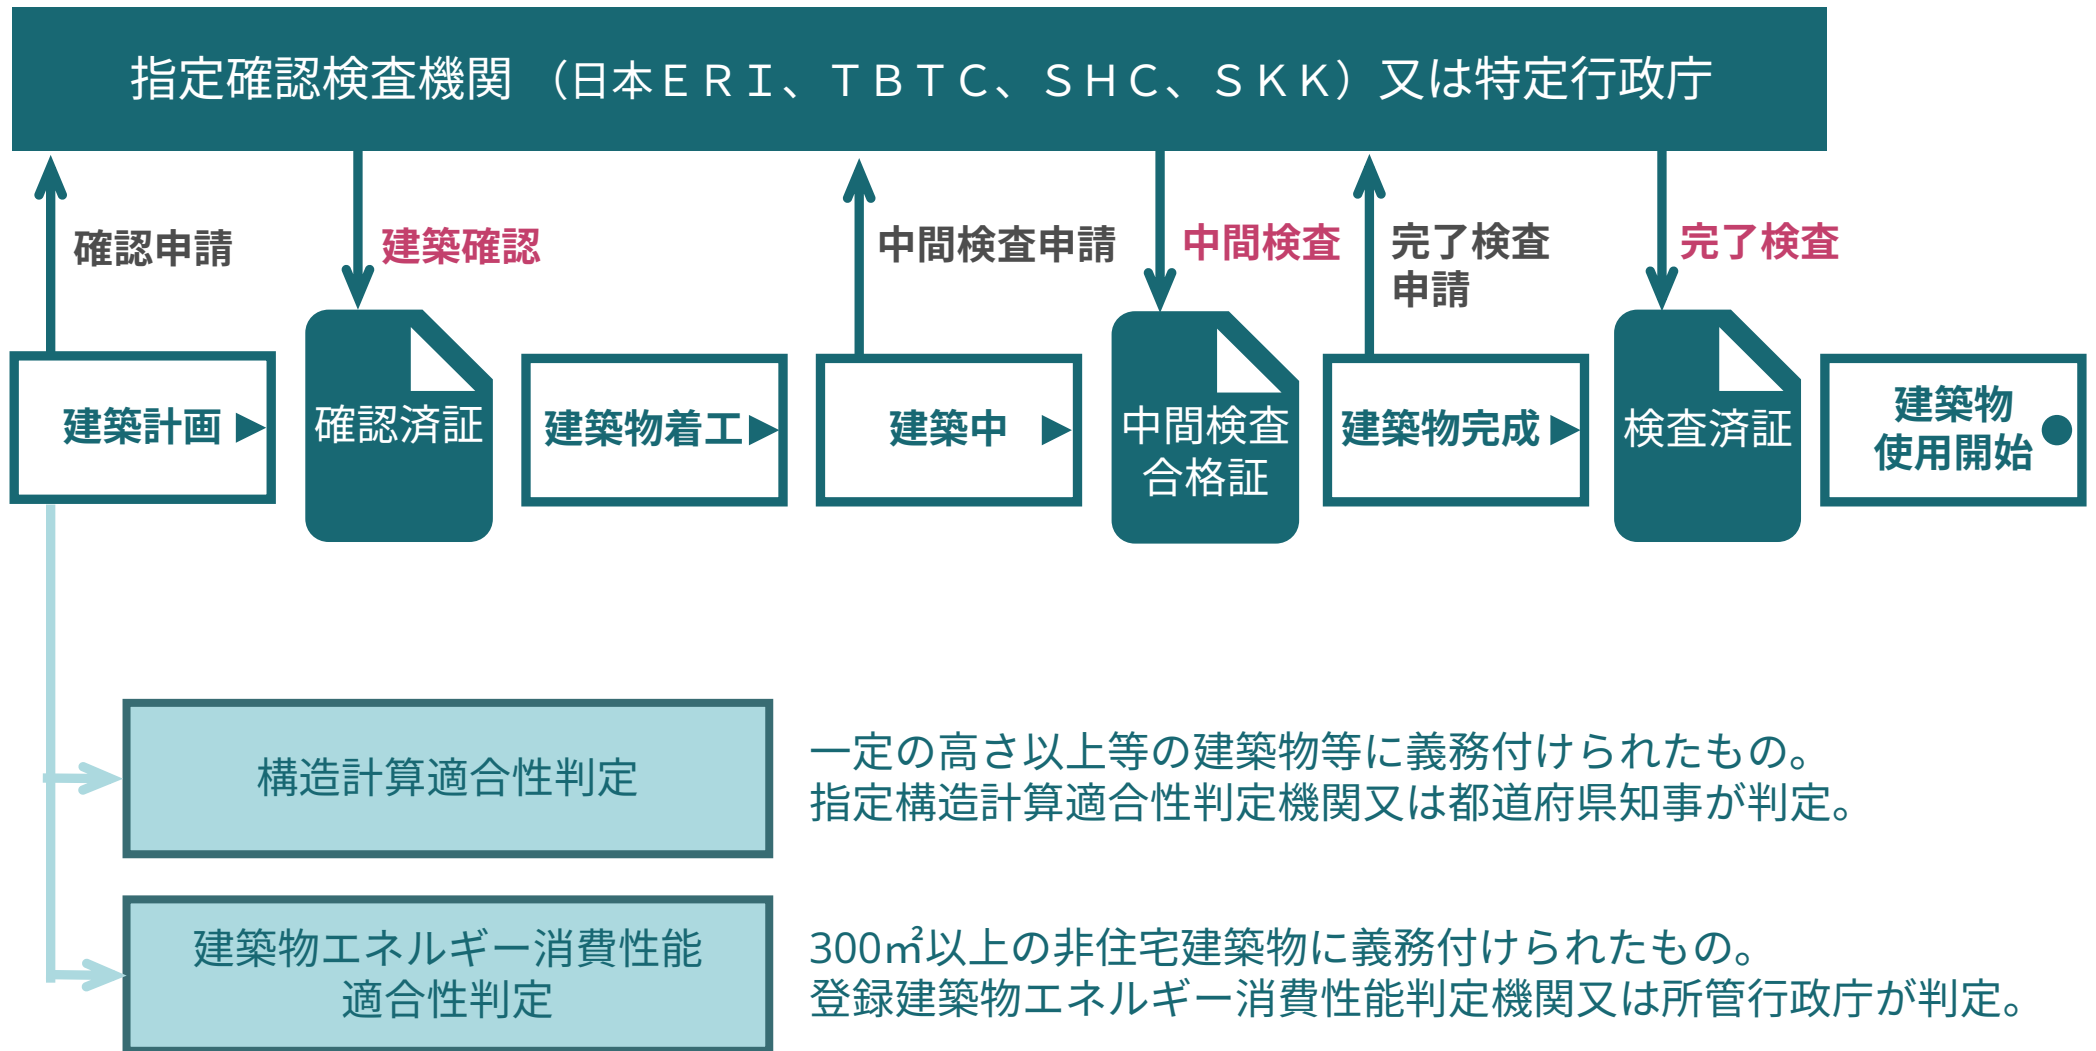 指定確認検査機関 （日本ＥＲＩ、ＴＢＴＣ、ＳＨＣ、ＳＫＫ）又は特定行政庁
確認申請
建築確認
中間検査申請
中間検査
完了検査
申請
完了検査
建築計画 ▶
確認済証
建築物着工▶
建築中 ▶
中間検査
合格証
建築物完成▶
検査済証
建築物
使用開始
構造計算適合性判定
一定の高さ以上等の建築物等に義務付けられたもの。
指定構造計算適合性判定機関又は都道府県知事が判定。
建築物エネルギー消費性能
適合性判定
300㎡以上の非住宅建築物に義務付けられたもの。
登録建築物エネルギー消費性能判定機関又は所管行政庁が判定。